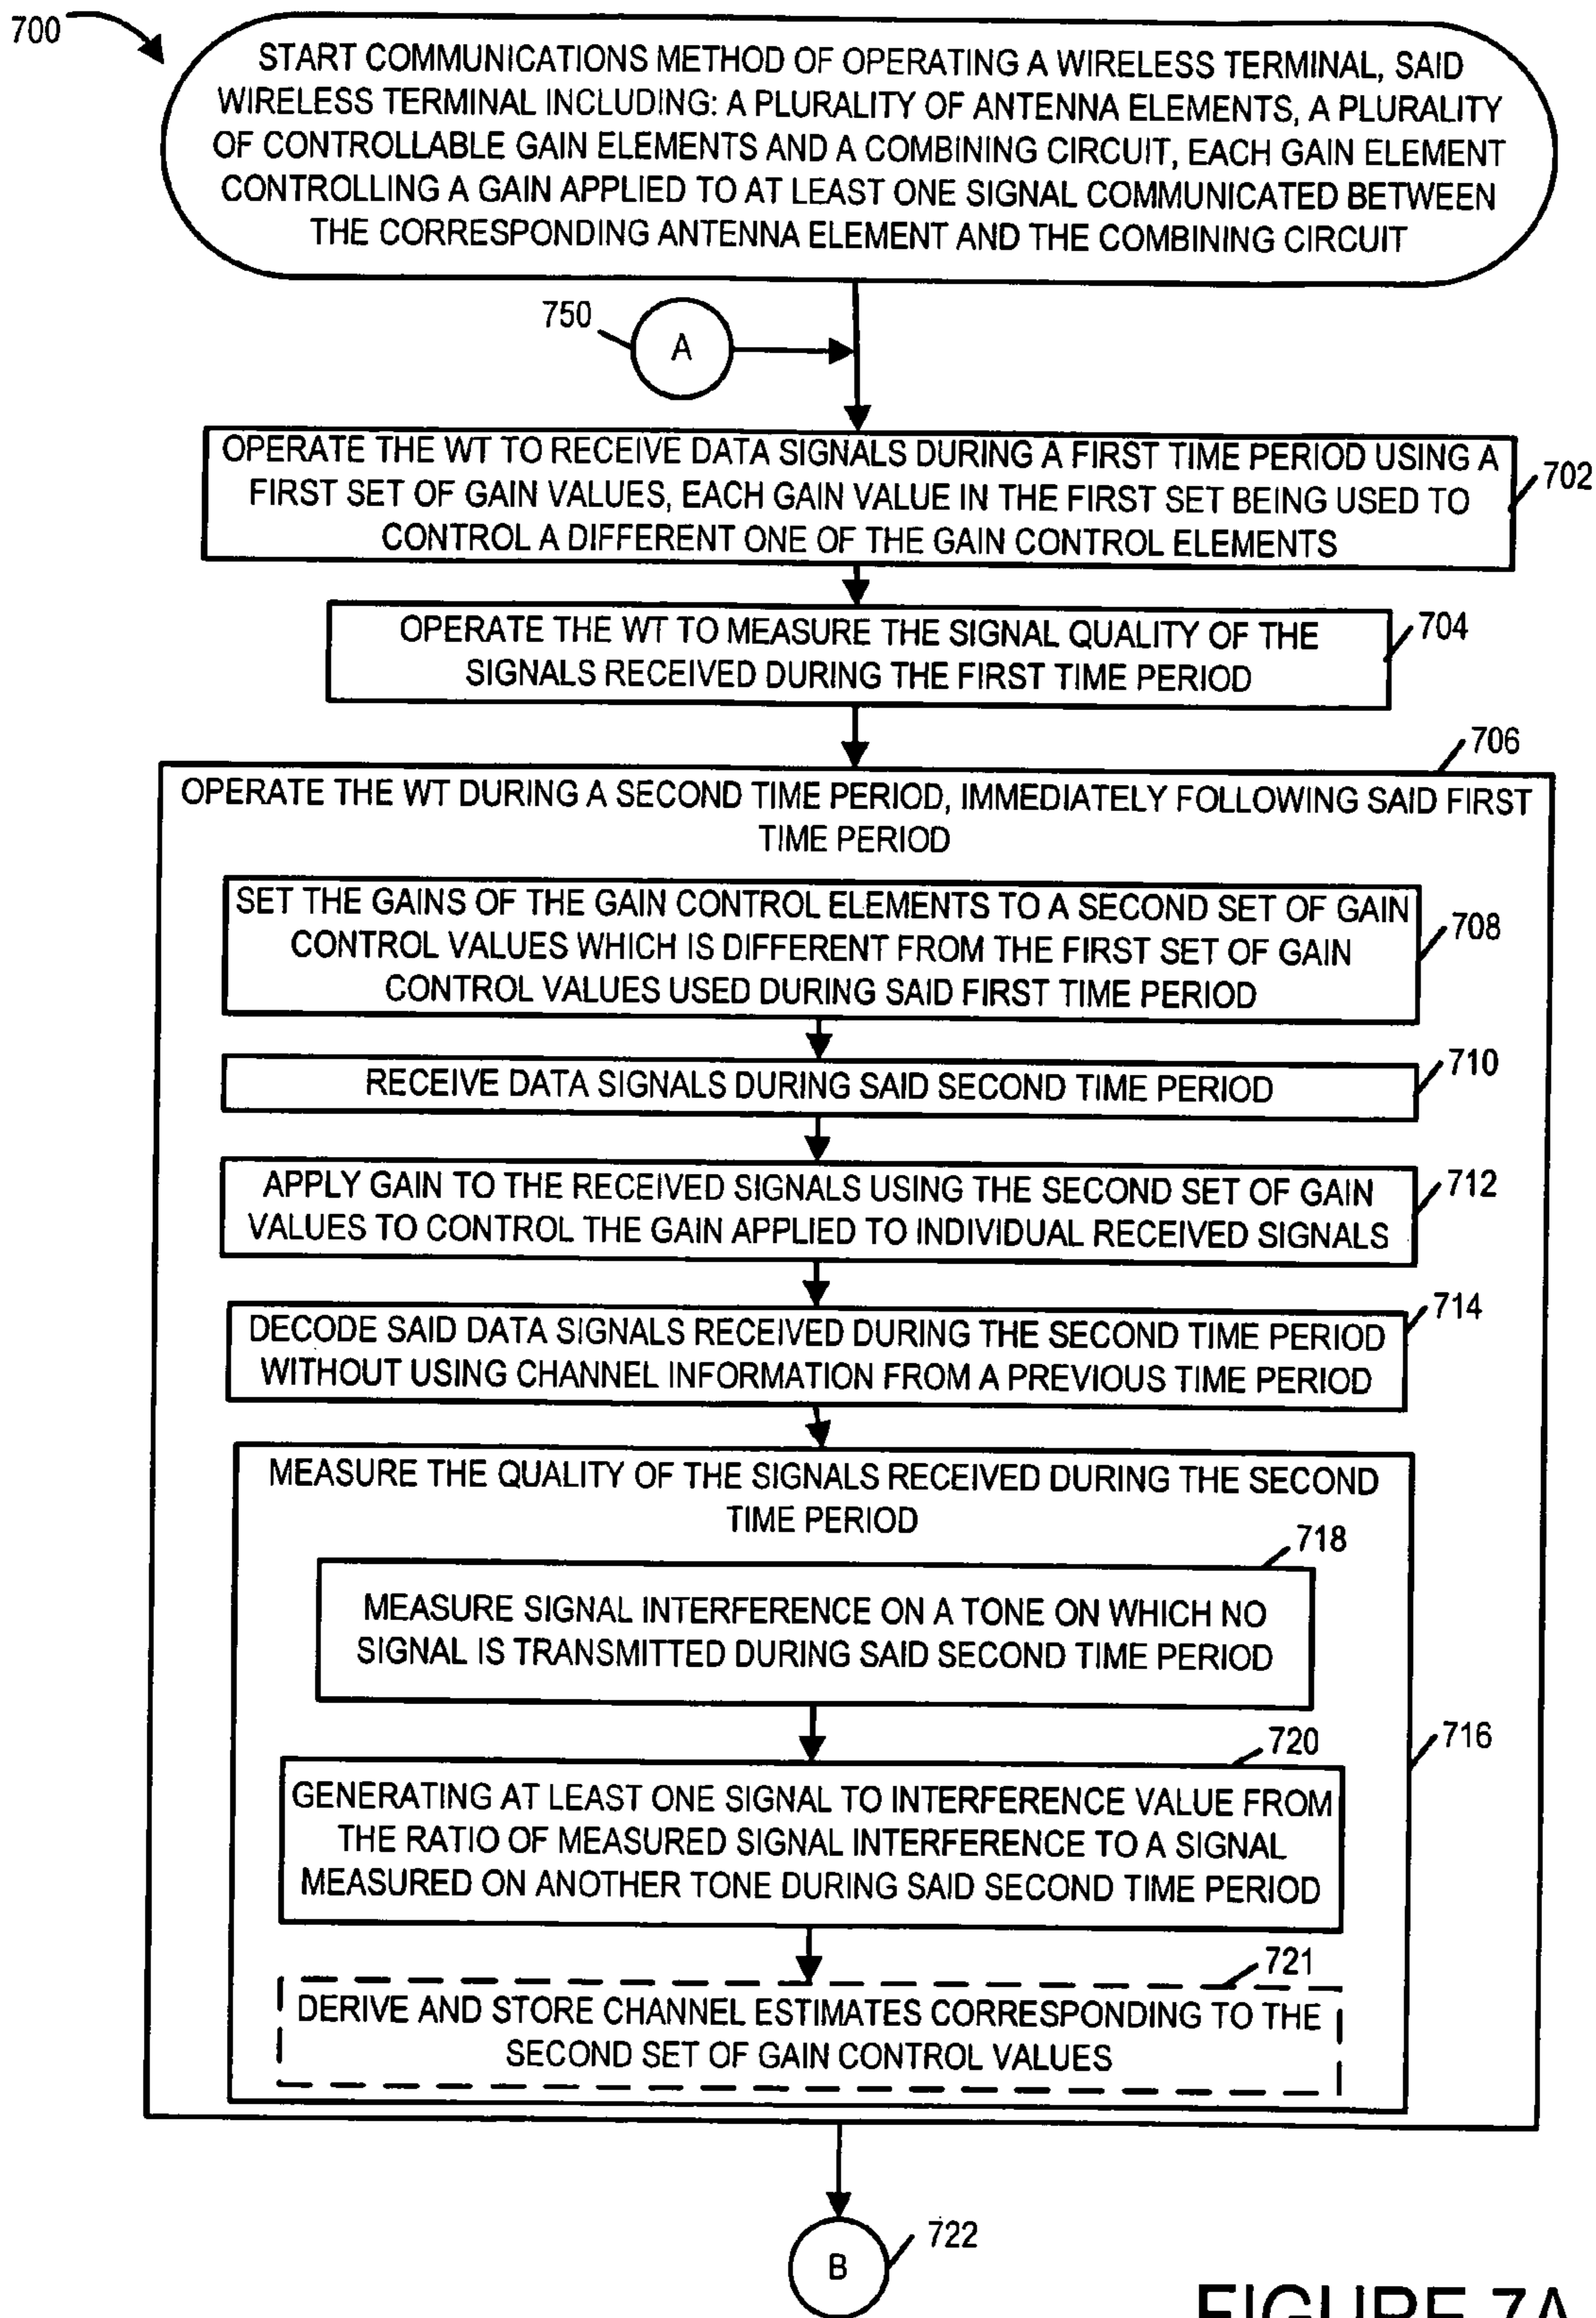 700
START COMMUNICATIONS METHOD OF OPERATING A WIRELESS TERMINAL, SAID
WIRELESS TERMINAL INCLUDING: A PLURALITY OF ANTENNA ELEMENTS, A PLURALITY
OF CONTROLLABLE GAIN ELEMENTS AND A COMBINING CIRCUIT, EACH GAIN ELEMENT
CONTROLLING A GAIN APPLIED TO AT LEAST ONE SIGNAL COMMUNICATED BETWEEN
THE CORRESPONDING ANTENNA ELEMENT AND THE COMBINING CIRCUIT
750
A
OPERATE THE WT TO RECEIVE DATA SIGNALS DURING A FIRST TIME PERIOD USING A
FIRST SET OF GAIN VALUES, EACH GAIN VALUE IN THE FIRST SET BEING USED TO
CONTROL A DIFFERENT ONE OF THE GAIN CONTROL ELEMENTS
702
OPERATE THE WT TO MEASURE THE SIGNAL QUALITY OF THE
SIGNALS RECEIVED DURING THE FIRST TIME PERIOD
704
706
OPERATE THE WT DURING A SECOND TIME PERIOD, IMMEDIATELY FOLLOWING SAID FIRST
TIME PERIOD
SET THE GAINS OF THE GAIN CONTROL ELEMENTS TO A SECOND SET OF GAIN
CONTROL VALUES WHICH IS DIFFERENT FROM THE FIRST SET OF GAIN
CONTROL VALUES USED DURING SAID FIRST TIME PERIOD
708
RECEIVE DATA SIGNALS DURING SAID SECOND TIME PERIOD
710
APPLY GAIN TO THE RECEIVED SIGNALS USING THE SECOND SET OF GAIN
VALUES TO CONTROL THE GAIN APPLIED TO INDIVIDUAL RECEIVED SIGNALS
712
DECODE SAID DATA SIGNALS RECEIVED DURING THE SECOND TIME PERIOD
WITHOUT USING CHANNEL INFORMATION FROM A PREVIOUS TIME PERIOD
714
MEASURE THE QUALITY OF THE SIGNALS RECEIVED DURING THE SECOND
TIME PERIOD
718
MEASURE SIGNAL INTERFERENCE ON A TONE ON WHICH NO
SIGNAL IS TRANSMITTED DURING SAID SECOND TIME PERIOD
716
720
GENERATING AT LEAST ONE SIGNAL TO INTERFERENCE VALUE FROM
THE RATIO OF MEASURED SIGNAL INTERFERENCE TO A SIGNAL
MEASURED ON ANOTHER TONE DURING SAID SECOND TIME PERIOD
721
DERIVE AND STORE CHANNEL ESTIMATES CORRESPONDING TO THE
SECOND SET OF GAIN CONTROL VALUES
B
722
FIGURE 7A